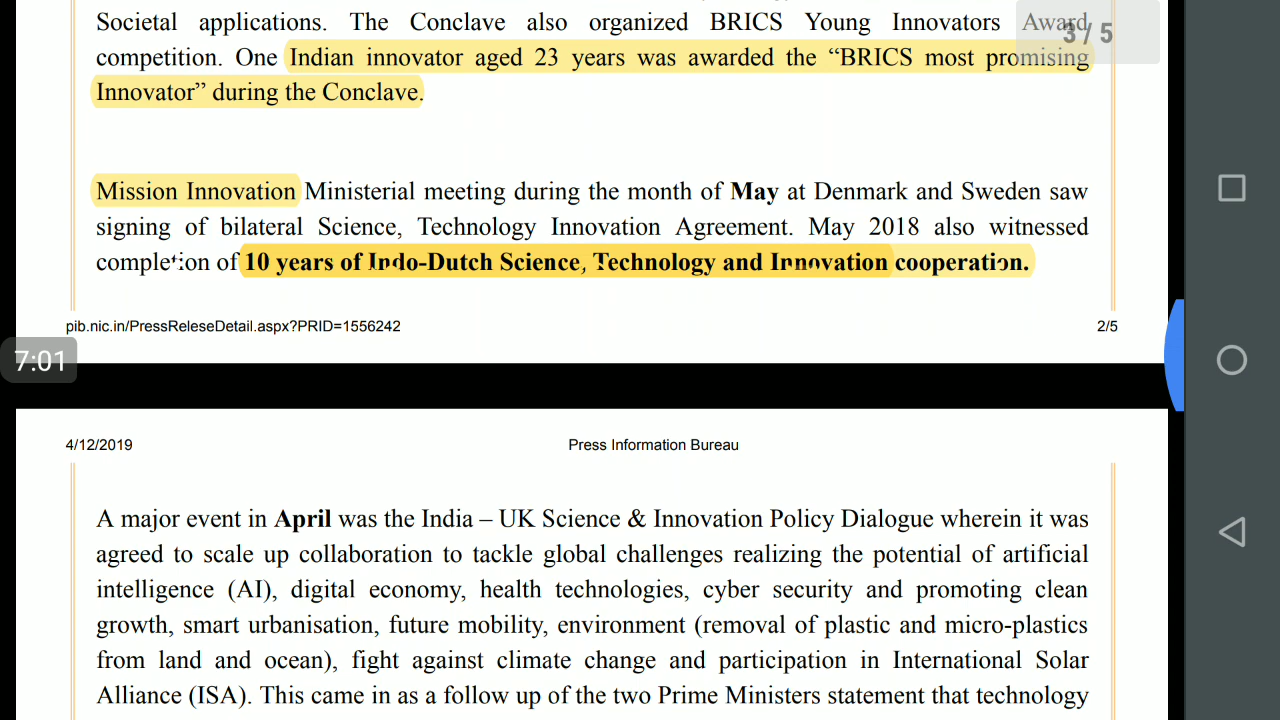 Societal applications. The Conclave also organized BRICS Young Innovators Award
3 / 5
competition. One Indian innovator aged 23 years was awarded the “BRICS most promising
Innovator” during the Conclave.
Mission Innovation Ministerial meeting during the month of May at Denmark and Sweden saw
signing of bilateral Science, Technology Innovation Agreement. May 2018 also witnessed
completion of 10 years of Indo-Dutch Science, Technology and Innovation cooperation.
pib.nic.in/PressReleseDetail.aspx?PRID=1556242 2/5
7:01
4/12/2019 Press Information Bureau
A major event in April was the India – UK Science & Innovation Policy Dialogue wherein it was
agreed to scale up collaboration to tackle global challenges realizing the potential of artificial
intelligence (AI), digital economy, health technologies, cyber security and promoting clean
growth, smart urbanisation, future mobility, environment (removal of plastic and micro-plastics
from land and ocean), fight against climate change and participation in International Solar
Alliance (ISA). This came in as a follow up of the two Prime Ministers statement that technology